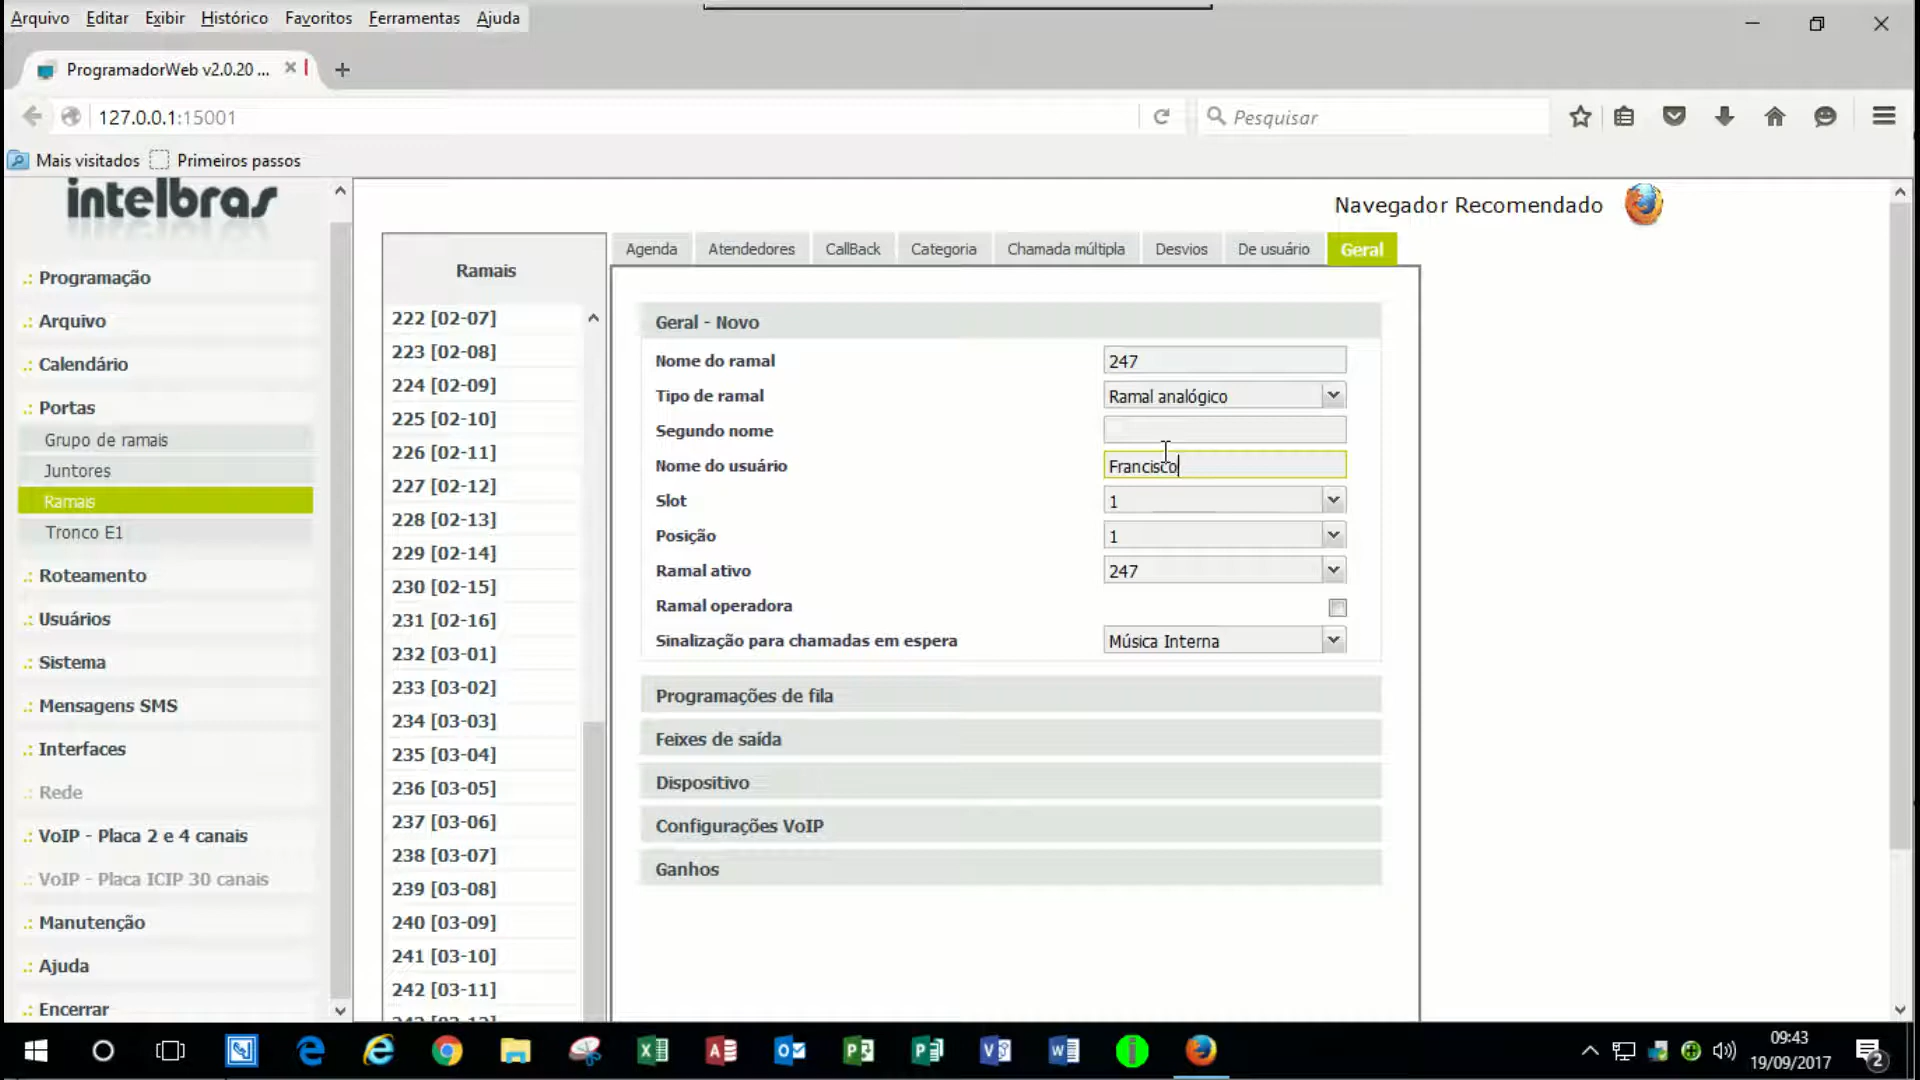 Arquivo Editar Exibir Histórico Favoritos Ferramentas Ajuda
ProgramadorWeb v2.0.20 ...
127.0.0.1:15001
Pesquisar
Mais visitados Primeiros passos
intelbras
.: Programação
.: Arquivo
.: Calendário
.: Portas
Grupo de ramais
Juntores
Ramais
Tronco E1
.: Roteamento
.: Usuários
.: Sistema
.: Mensagens SMS
.: Interfaces
.: Rede
.: VoIP - Placa 2 e 4 canais
.: VoIP - Placa ICIP 30 canais
.: Manutenção
.: Ajuda
.: Encerrar
Navegador Recomendado
Ramais
222 [02-07]
223 [02-08]
224 [02-09]
225 [02-10]
226 [02-11]
227 [02-12]
228 [02-13]
229 [02-14]
230 [02-15]
231 [02-16]
232 [03-01]
233 [03-02]
234 [03-03]
235 [03-04]
236 [03-05]
237 [03-06]
238 [03-07]
239 [03-08]
240 [03-09]
241 [03-10]
242 [03-11]
Agenda Atendedores CallBack Categoria Chamada múltipla Desvios De usuário Geral
Geral - Novo
Nome do ramal 247
Tipo de ramal Ramal analógico
Segundo nome
Nome do usuário Francisco
Slot 1
Posição 1
Ramal ativo 247
Ramal operadora
Sinalização para chamadas em espera Música Interna
Programações de fila
Feixes de saída
Dispositivo
Configurações VoIP
Ganhos
09:43
19/09/2017
2